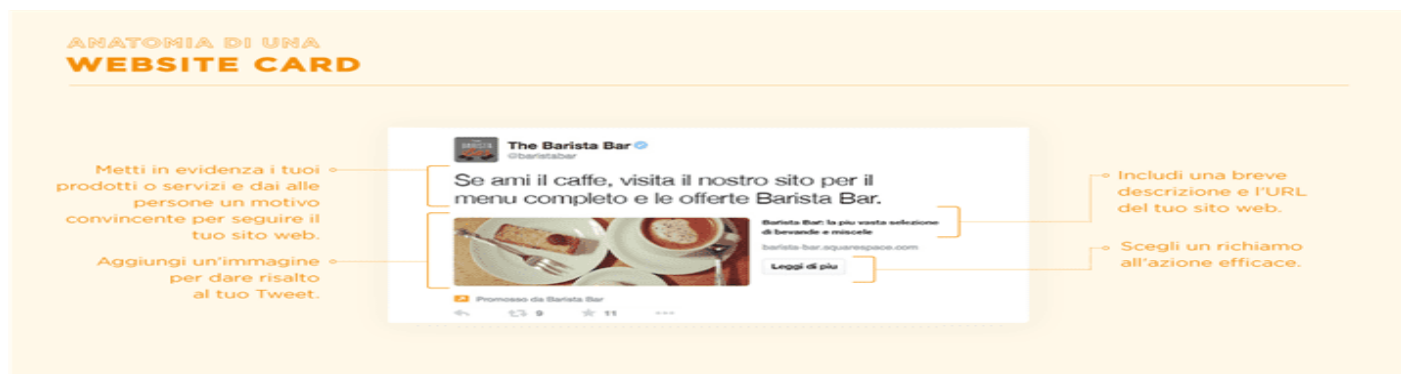 ANATOMIA DI UNA
WEBSITE CARD
Metti in evidenza i tuoi
prodotti o servizi e dai alle
persone un motivo
convincente per seguire il
tuo sito web.
Aggiungi un'immagine
per dare risalto
al tuo Tweet.
The Barista Bar
@baristabar
Se ami il caffe, visita il nostro sito per il
menu completo e le offerte Barista Bar.
Barista Bar: la piu vasta selezione
di bevande e miscele
barista-bar.squarespace.com
Leggi di piu
Promosso da Barista Bar
9
11
Includi una breve
descrizione e l'URL
del tuo sito web.
Scegli un richiamo
all'azione efficace.